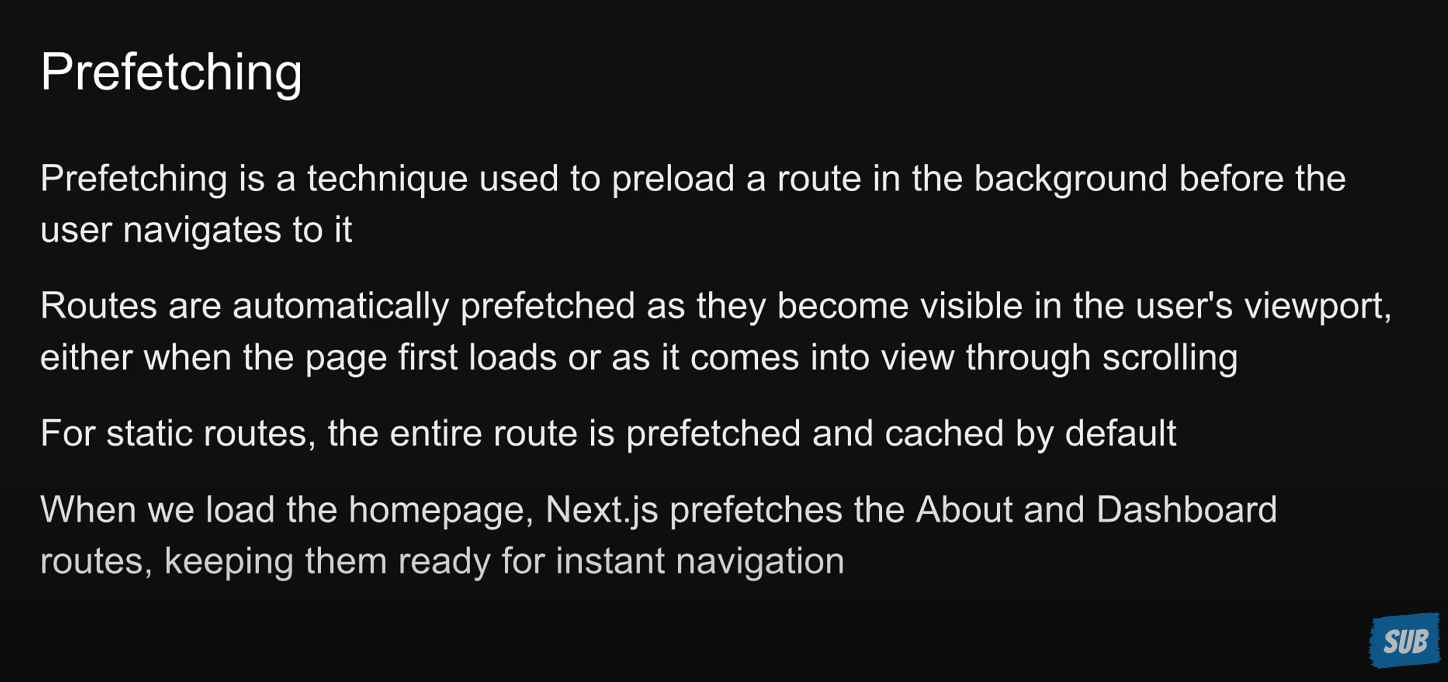 Prefetching
Prefetching is a technique used to preload a route in the background before the
user navigates to it
Routes are automatically prefetched as they become visible in the user's viewport,
either when the page first loads or as it comes into view through scrolling
For static routes, the entire route is prefetched and cached by default
When we load the homepage, Next.js prefetches the About and Dashboard
routes, keeping them ready for instant navigation
SUB